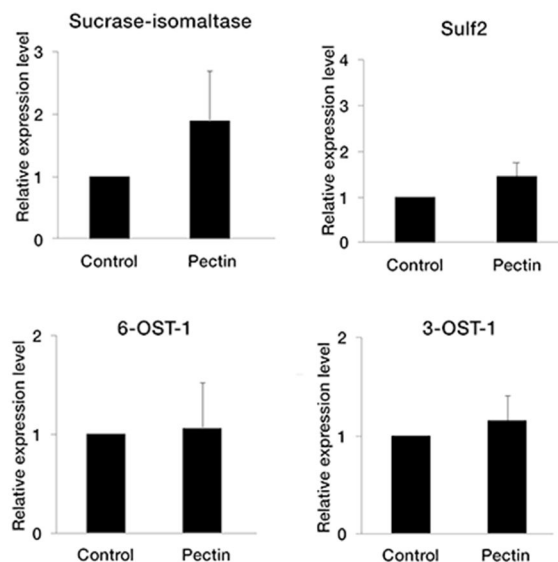 Sucrase-isomaltase
Relative expression level
3
2
1
0
Control Pectin
Sulf2
Relative expression level
4
3
2
1
0
Control Pectin
6-OST-1
Relative expression level
2
1
0
Control Pectin
3-OST-1
Relative expression level
2
1
0
Control Pectin